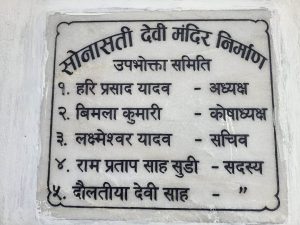 सोनासती देवी मंदिर निर्माण
उपभोक्ता समिति
१. हरि प्रसाद यादव - अध्यक्ष
२. बिमला कुमारी - कोषाध्यक्ष
३. लक्ष्मेश्वर यादव - सचिव
४. राम प्रताप साह सुडी - सदस्य
५. दौलतीया देवी साह - ”